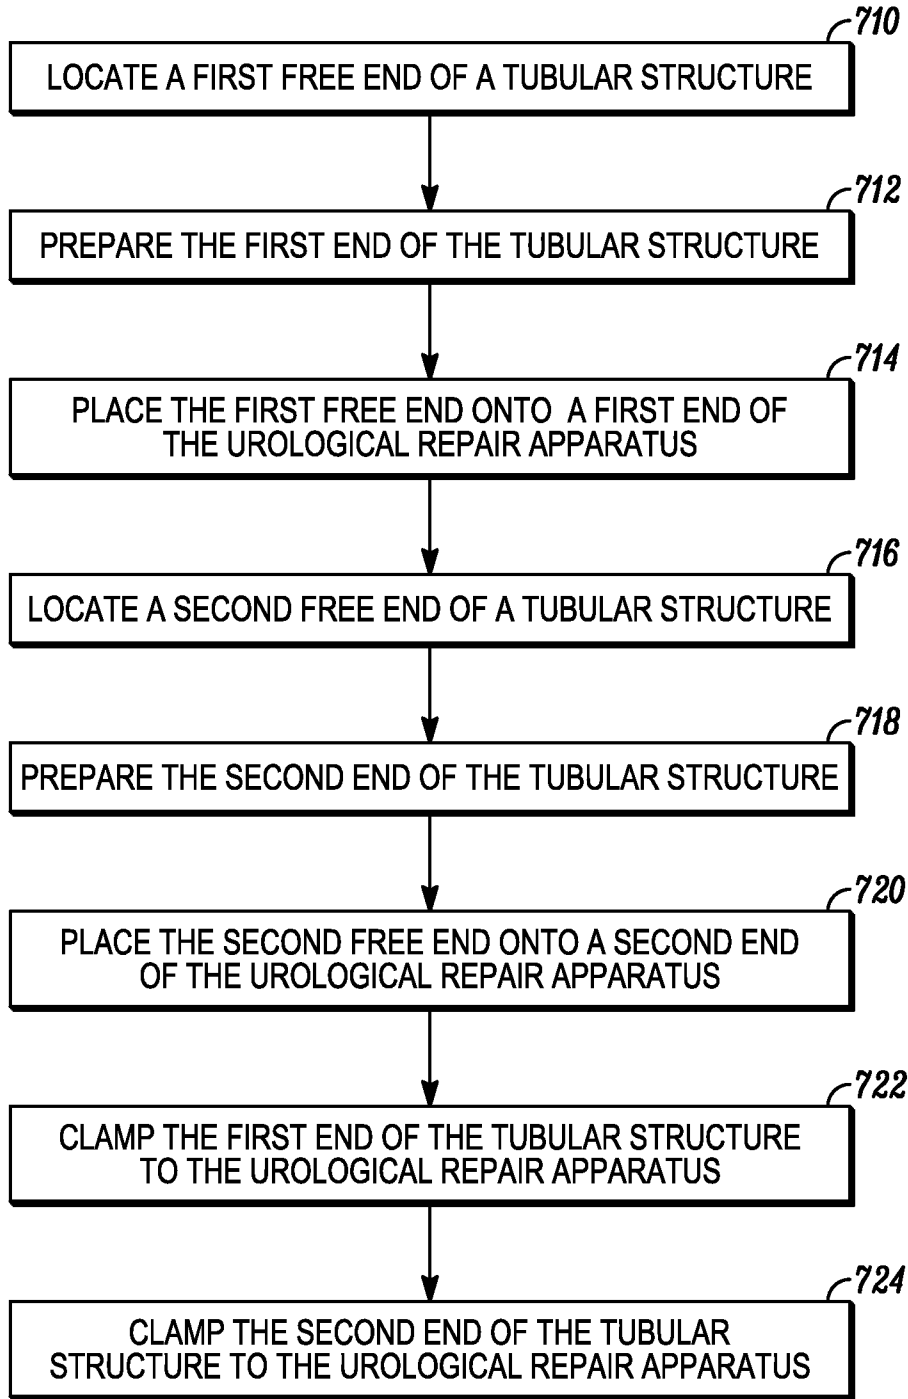 710
LOCATE A FIRST FREE END OF A TUBULAR STRUCTURE
712
PREPARE THE FIRST END OF THE TUBULAR STRUCTURE
714
PLACE THE FIRST FREE END ONTO A FIRST END OF
THE UROLOGICAL REPAIR APPARATUS
716
LOCATE A SECOND FREE END OF A TUBULAR STRUCTURE
718
PREPARE THE SECOND END OF THE TUBULAR STRUCTURE
720
PLACE THE SECOND FREE END ONTO A SECOND END
OF THE UROLOGICAL REPAIR APPARATUS
722
CLAMP THE FIRST END OF THE TUBULAR STRUCTURE
TO THE UROLOGICAL REPAIR APPARATUS
724
CLAMP THE SECOND END OF THE TUBULAR
STRUCTURE TO THE UROLOGICAL REPAIR APPARATUS